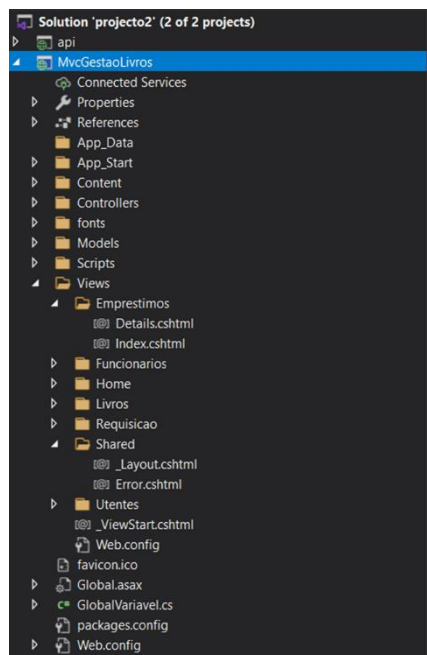 Solution 'projecto2' (2 of 2 projects)
api
MvcGestaoLivros
Connected Services
Properties
References
App_Data
App_Start
Content
Controllers
fonts
Models
Scripts
Views
Emprestimos
[@] Details.cshtml
[@] Index.cshtml
Funcionarios
Home
Livros
Requisicao
Shared
[@] _Layout.cshtml
[@] Error.cshtml
Utentes
[@] _ViewStart.cshtml
Web.config
favicon.ico
Global.asax
C# GlobalVariavel.cs
packages.config
Web.config